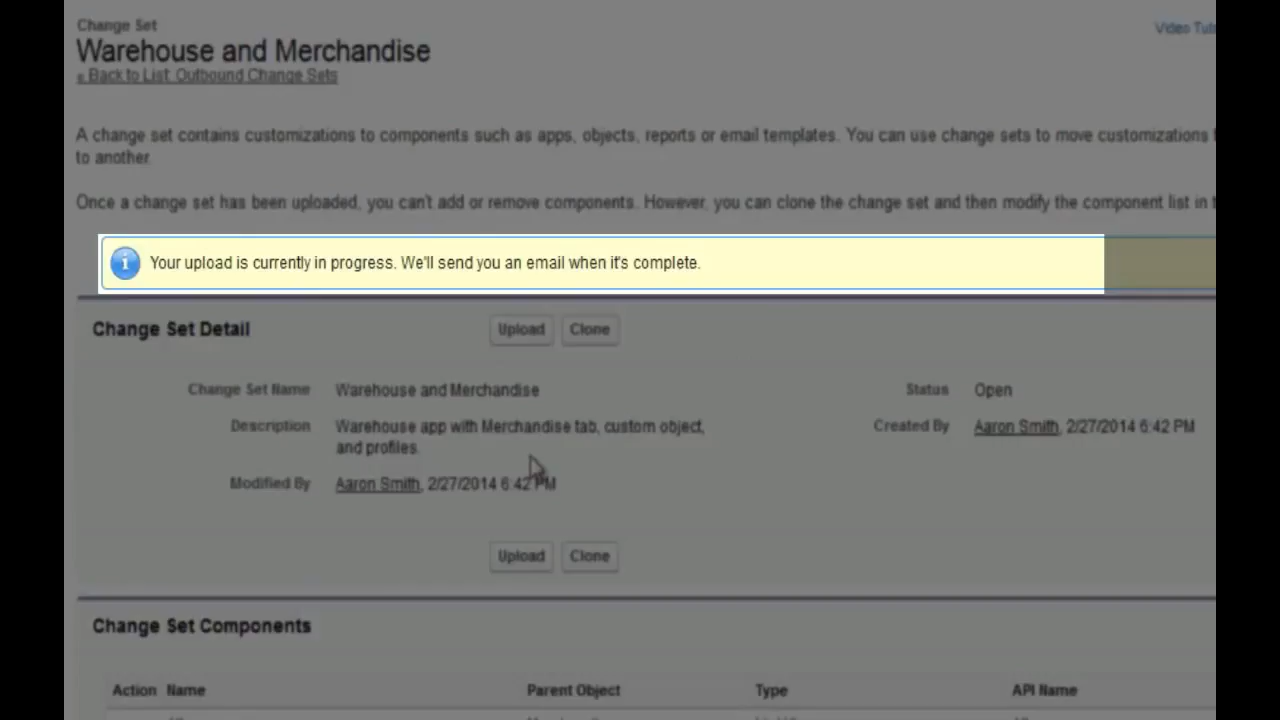 Change Set
Video Tut
Warehouse and Merchandise
« Back to List: Outbound Change Sets
A change set contains customizations to components such as apps, objects, reports or email templates. You can use change sets to move customizations
to another.
Once a change set has been uploaded, you can't add or remove components. However, you can clone the change set and then modify the component list in
Your upload is currently in progress. We'll send you an email when it's complete.
Change Set Detail
Upload Clone
Change Set Name Warehouse and Merchandise Status Open
Description Warehouse app with Merchandise tab, custom object, Created By Aaron Smith, 2/27/2014 6:42 PM
and profiles.
Modified By Aaron Smith, 2/27/2014 6:42 PM
Upload Clone
Change Set Components
Action Name Parent Object Type API Name